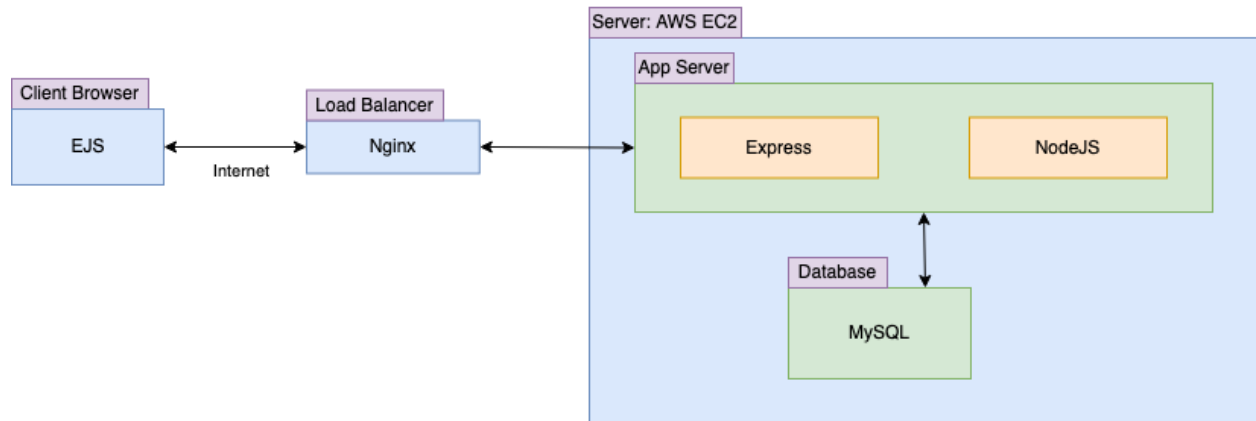 Server: AWS EC2
App Server
Client Browser
Load Balancer
EJS
Nginx
Express
NodeJS
Internet
Database
MySQL